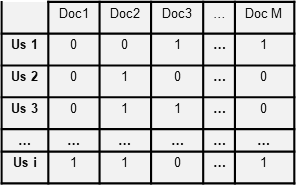 Doc1 Doc2 Doc3 ... Doc M
Us 1 0 0 1 ... 1
Us 2 0 1 0 ... 0
Us 3 0 1 1 ... 0
... ... ... ... ... ...
Us i 1 1 0 ... 1